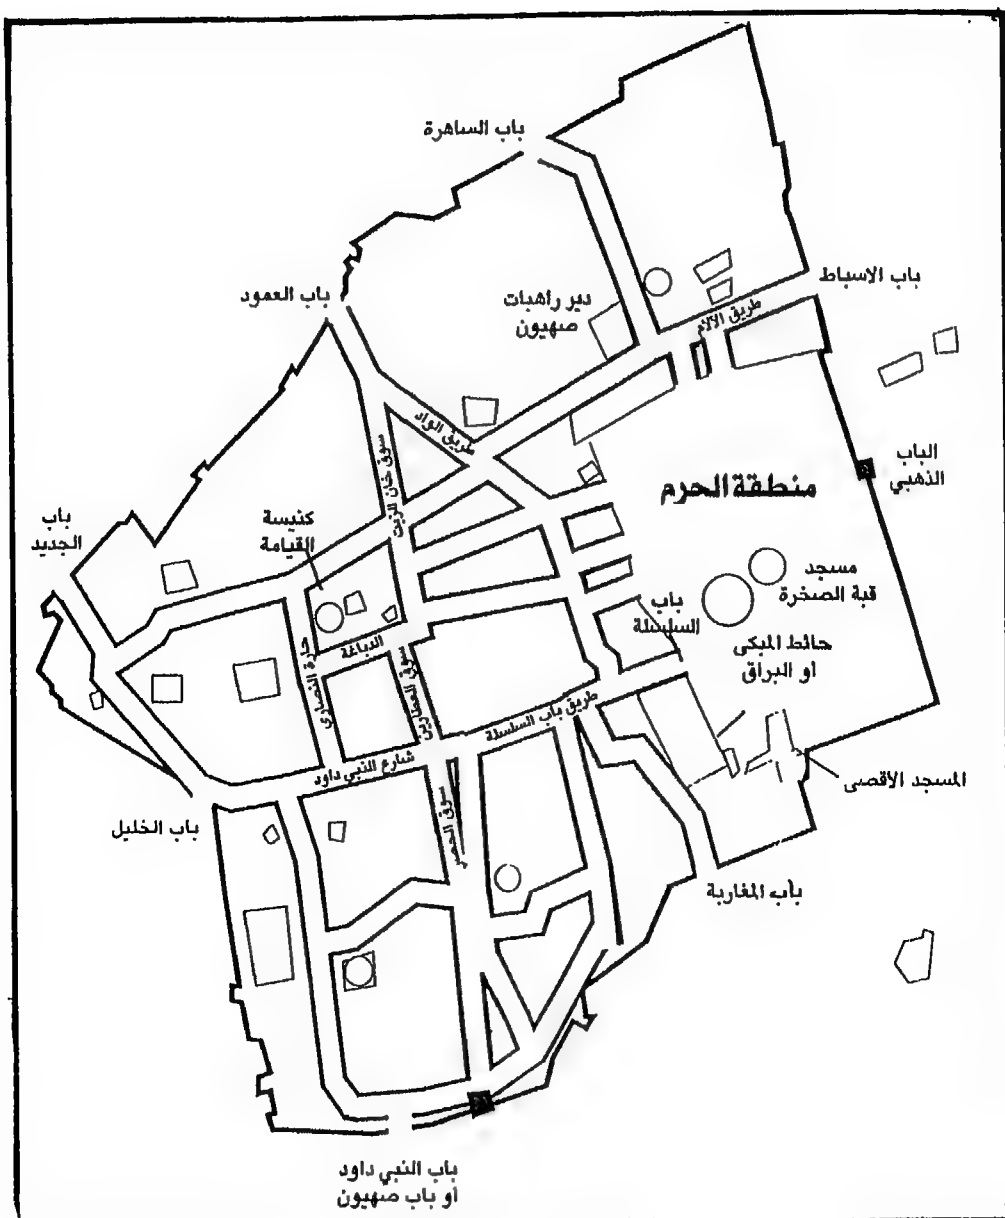 باب الساهرة
باب الاسباط
باب العمود
دير راهبات
صهيون
طريق الآلام
طريق الواد
سوق خان الزيت
الباب
الذهبي
منطقة الحرم
كنيسة
القيامة
باب
الجديد
مسجد
قبة الصخرة
باب
السلسلة
حائط المبكى
او البراق
الدباغة
حارة النصارى
سوق العطارين
طريق باب السلسلة
شارع النبي داود
المسجد الاقصى
سوق الحصر
باب الخليل
باب المغاربة
باب النبي داود
او باب صهيون